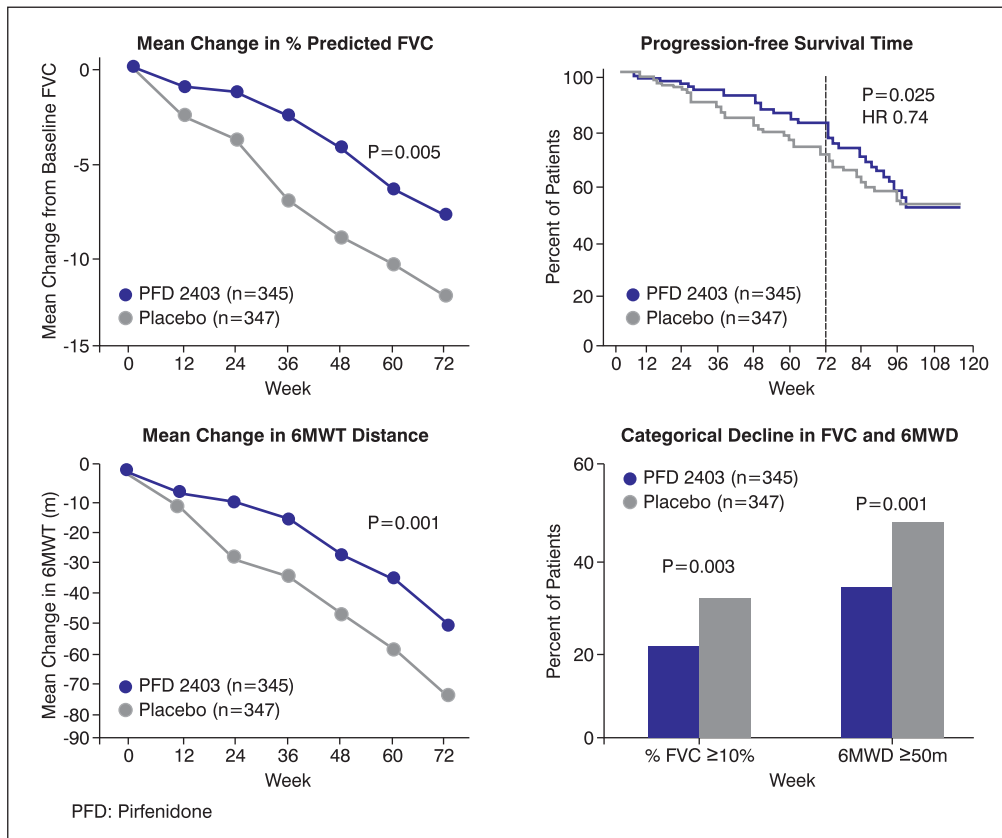 Mean Change in % Predicted FVC
Mean Change from Baseline FVC
0
-5
-10
-15
P=0.005
PFD 2403 (n=345)
Placebo (n=347)
0 12 24 36 48 60 72
Week
Progression-free Survival Time
Percent of Patients
100
80
60
40
20
0
P=0.025
HR 0.74
PFD 2403 (n=345)
Placebo (n=347)
0 12 24 36 48 60 72 84 96 108 120
Week
Mean Change in 6MWT Distance
Mean Change in 6MWT (m)
0
-10
-20
-30
-40
-50
-60
-70
-80
-90
P=0.001
PFD 2403 (n=345)
Placebo (n=347)
0 12 24 36 48 60 72
Week
Categorical Decline in FVC and 6MWD
Percent of Patients
60
40
20
0
PFD 2403 (n=345)
Placebo (n=347)
P=0.001
P=0.003
% FVC ≥10% 6MWD ≥50m
Week
PFD: Pirfenidone